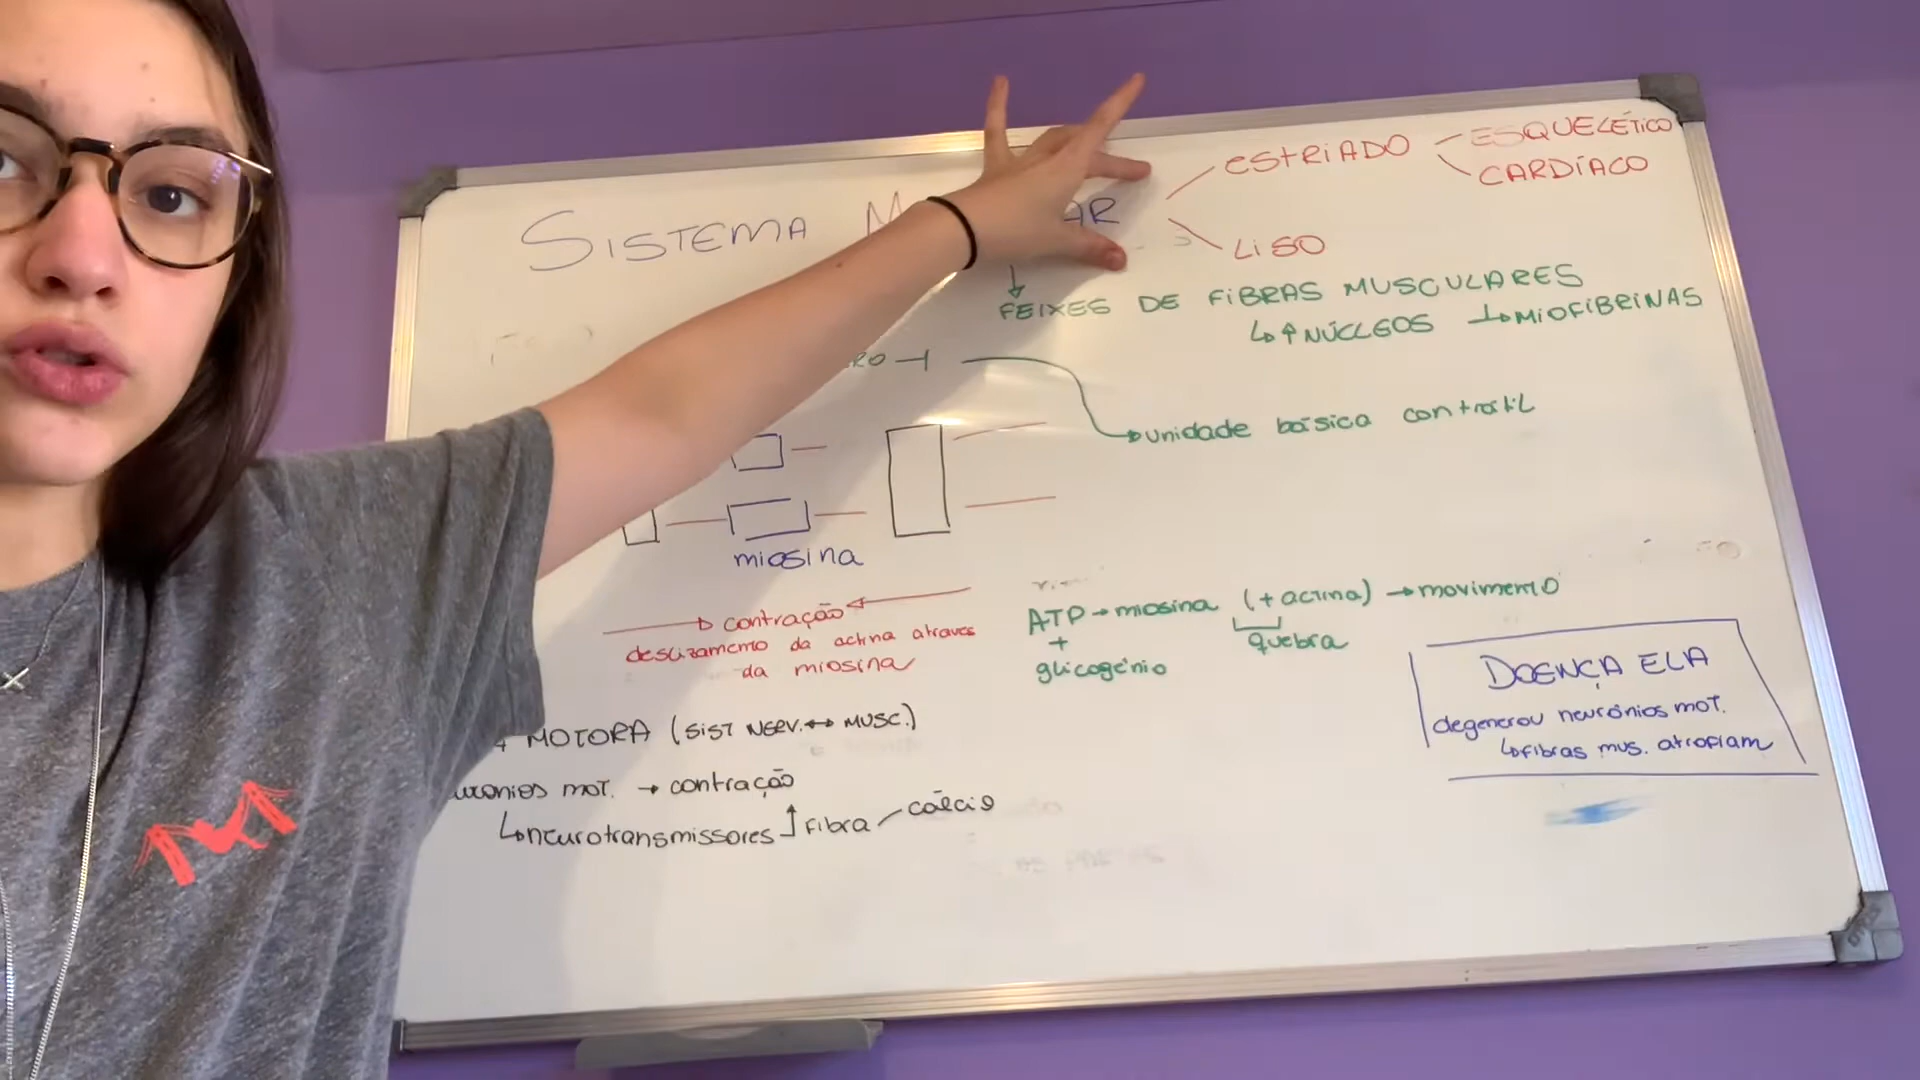 SISTEMA
ESTRIADO
ESQUELÉTICO
CARDÍACO
LISO
FEIXES DE FIBRAS MUSCULARES
↳ ↑ NÚCLEOS ↳ MIOFIBRINAS
unidade básica contrátil
miosina
→ contração ←
deslizamento da actina através
da miosina
ATP → miosina (+ actina) → movimento
+
quebra
glicogênio
DOENÇA ELA
degenerou neurônios mot.
↳ fibras mus. atrofiam
MOTORA (SIST NERV. ↔ MUSC.)
mot. → contração
↳ neurotransmissores ↑ fibra / cálcio